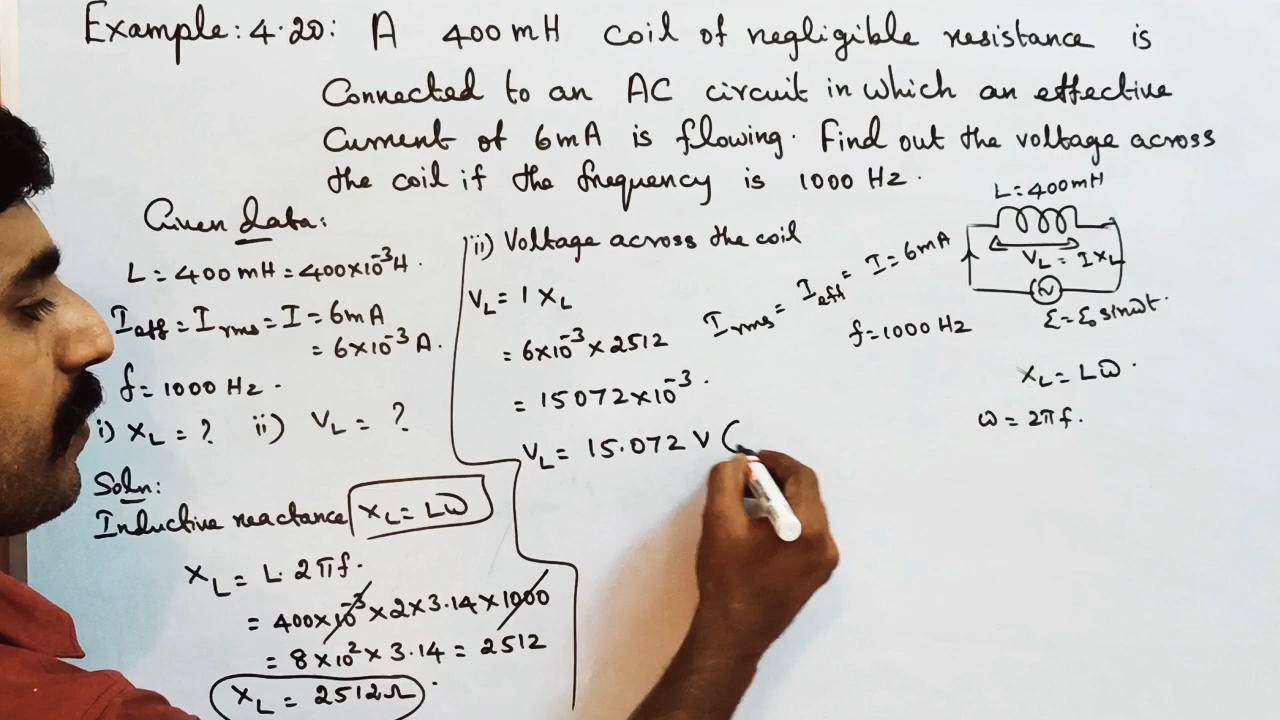 Example: 4.20: A 400 mH coil of negligible resistance is
Connected to an AC circuit in which an effective
Current of 6mA is flowing. Find out the voltage across
the coil if the frequency is 1000 Hz.
Given data:
L = 400 mH = 400×10⁻³ H.
I_eff = I_rms = I = 6mA
= 6×10⁻³ A.
f = 1000 Hz.
i) X_L = ? ii) V_L = ?
Soln:
Inductive reactance X_L = Lω
X_L = L. 2πf.
= 400×10⁻³×2×3.14×1000
= 8×10²×3.14 = 2512
X_L = 2512Ω.
ii) Voltage across the coil
V_L = I X_L
= 6×10⁻³ × 2512
= 15072×10⁻³.
V_L = 15.072 V (
I_rms = I_eff = I = 6mA
f = 1000 Hz
L = 400mH
V_L = I X_L
ε = ε₀ sinωt.
X_L = Lω.
ω = 2πf.